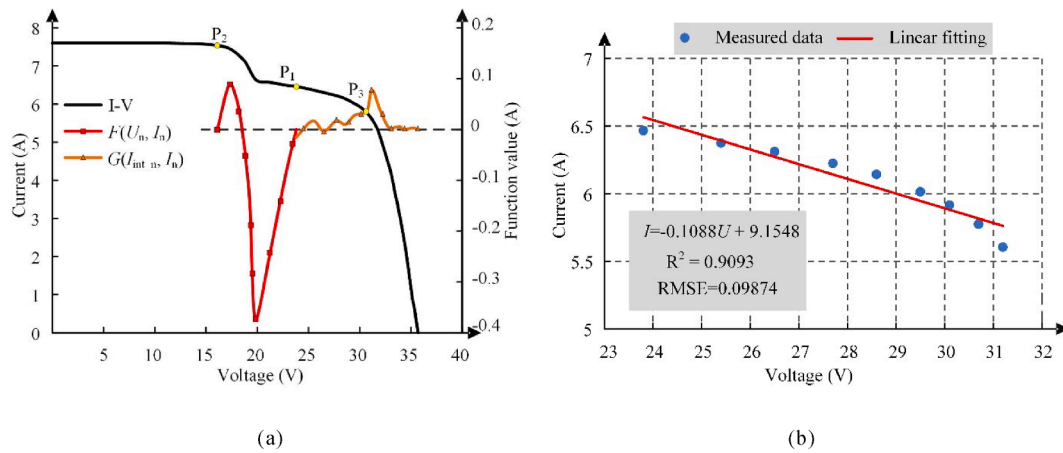 8
7
6
5
4
3
2
1
0
Current (A)
P₂
P₁
P₃
I-V
F(Uₙ, Iₙ)
G(Iᵢₙₜ ₙ, Iₙ)
0.2
0.1
0
-0.1
-0.2
-0.3
-0.4
Function value (A)
5 10 15 20 25 30 35 40
Voltage (V)
(a)
Measured data Linear fitting
7
6.5
6
5.5
5
Current (A)
I=-0.1088U + 9.1548
R² = 0.9093
RMSE=0.09874
23 24 25 26 27 28 29 30 31 32
Voltage (V)
(b)